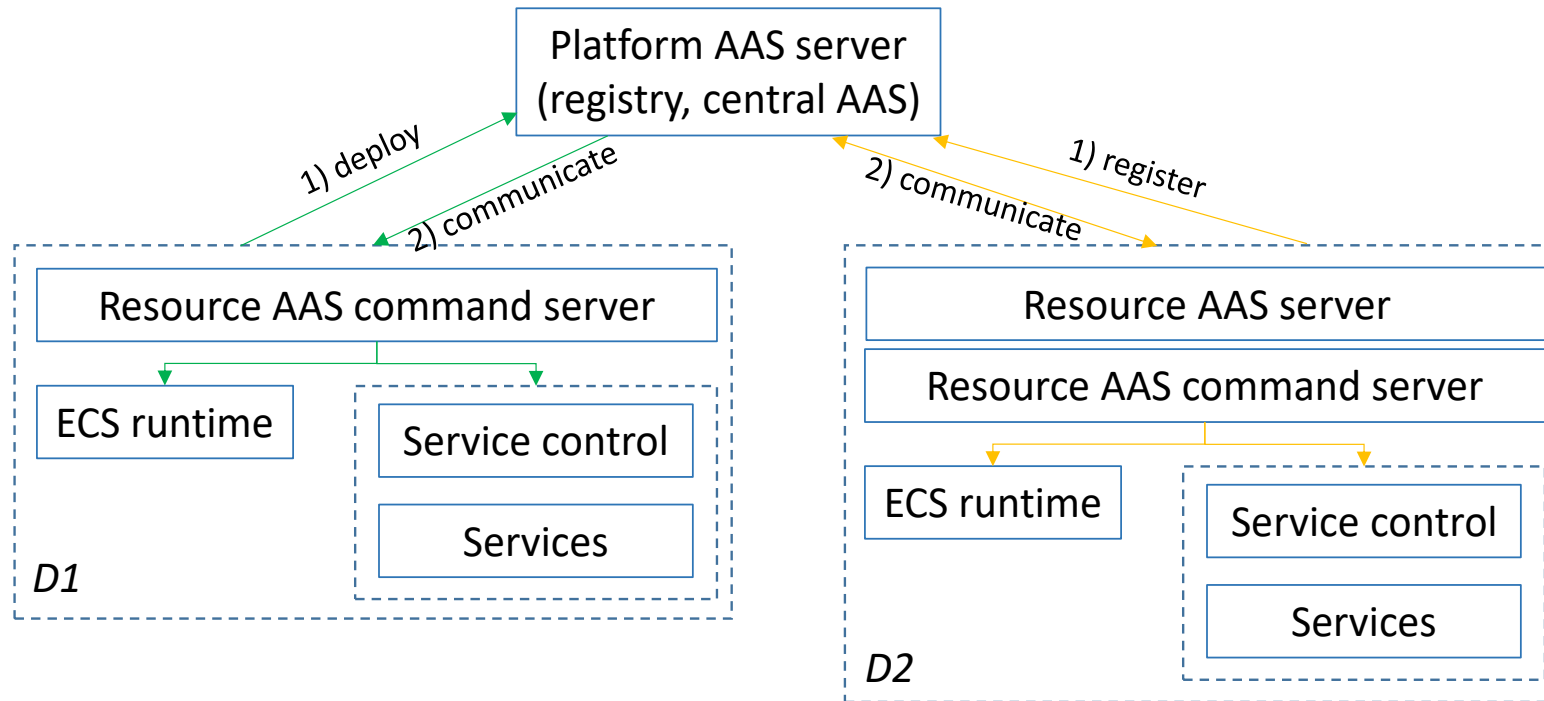 Platform AAS server
(registry, central AAS)
1) deploy
2) communicate
2) communicate
1) register
Resource AAS command server
ECS runtime
Service control
Services
D1
Resource AAS server
Resource AAS command server
ECS runtime
Service control
Services
D2